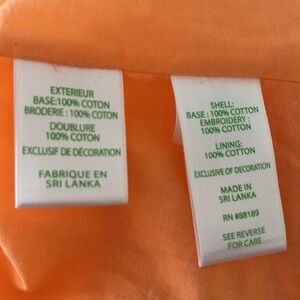 EXTERIEUR
BASE:100% COTON
BRODERIE : 100% COTON
DOUBLURE
100% COTON
EXCLUSIF DE DÉCORATION
FABRIQUE EN
SRI LANKA
SHELL:
BASE : 100% COTTON
EMBROIDERY :
100% COTTON
LINING:
100% COTTON
EXCLUSIVE OF DECORATION
MADE IN
SRI LANKA
RN #88109
SEE REVERSE
FOR CARE